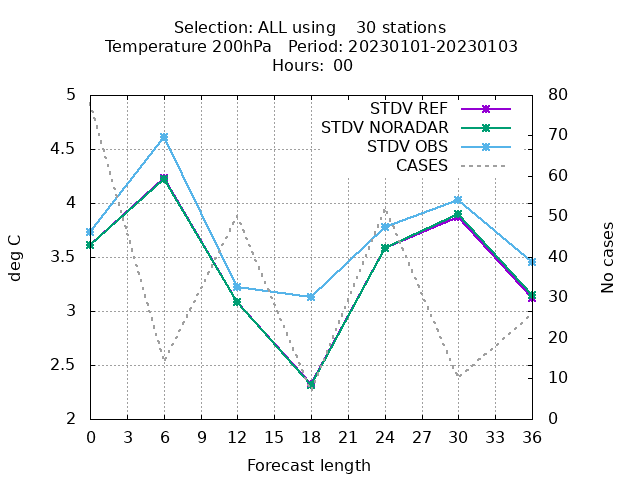 Selection: ALL using    30 stations
Temperature 200hPa   Period: 20230101-20230103
Hours:  00
STDV REF
STDV NORADAR
STDV OBS
CASES
deg C
No cases
5
4.5
4
3.5
3
2.5
2
80
70
60
50
40
30
20
10
0
0 3 6 9 12 15 18 21 24 27 30 33 36
Forecast length